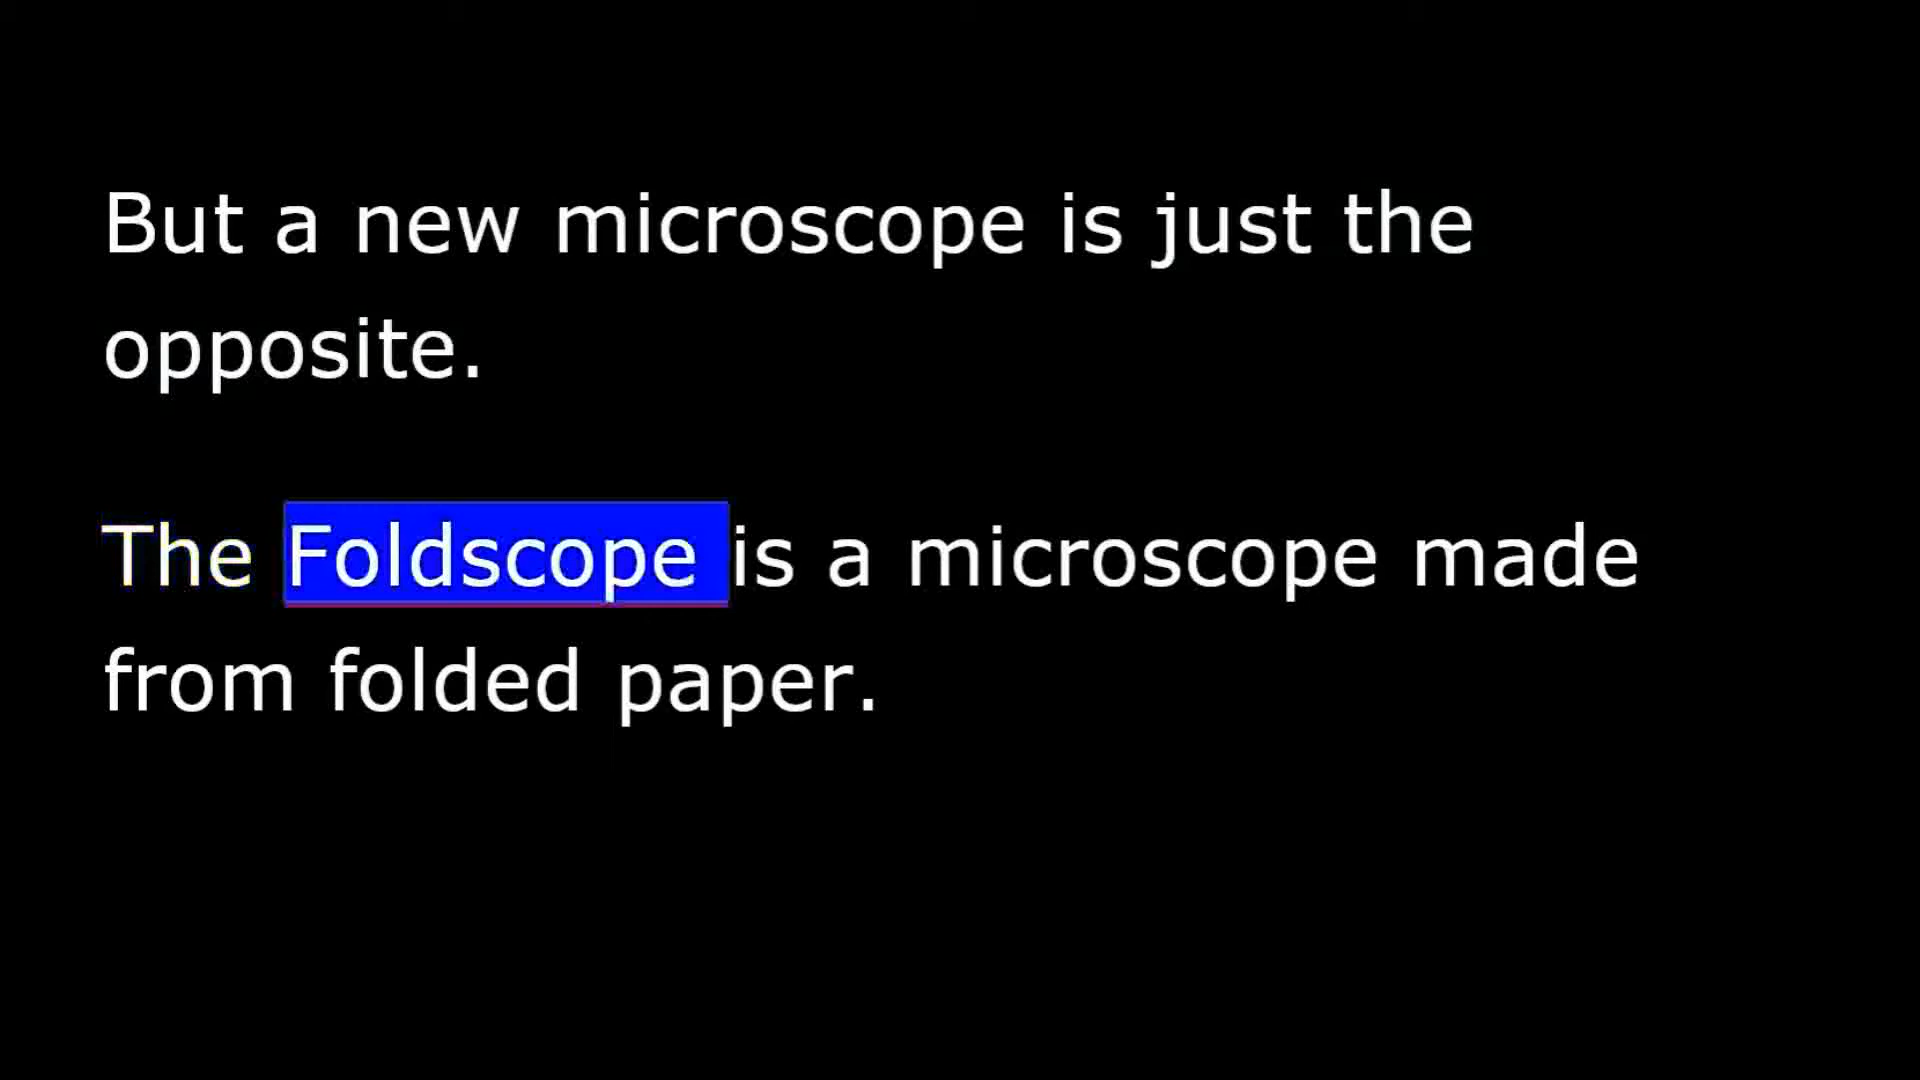 But a new microscope is just the
opposite.
The Foldscope is a microscope made
from folded paper.